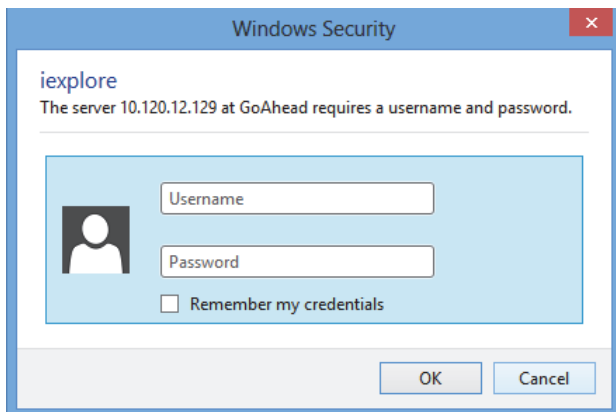 Windows Security
iexplore
The server 10.120.12.129 at GoAhead requires a username and password.
Username
Password
Remember my credentials
OK Cancel